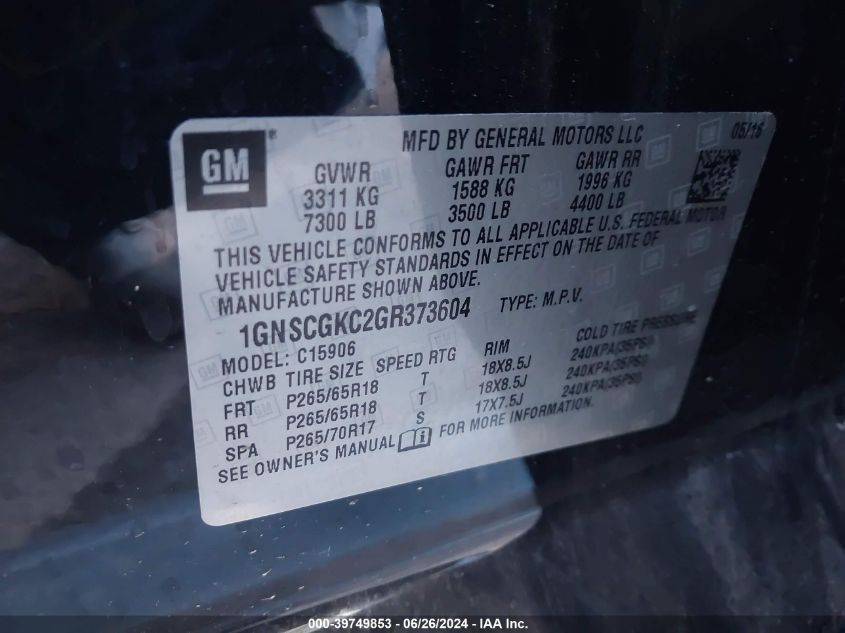 GM®
MFD BY GENERAL MOTORS LLC 05/16
GVWR GAWR FRT GAWR RR
3311 KG 1588 KG 1996 KG
7300 LB 3500 LB 4400 LB
THIS VEHICLE CONFORMS TO ALL APPLICABLE U.S. FEDERAL MOTOR
VEHICLE SAFETY STANDARDS IN EFFECT ON THE DATE OF
MANUFACTURE SHOWN ABOVE.
1GNSCGKC2GR373604 TYPE: M.P.V.
MODEL: C15906
CHWB TIRE SIZE SPEED RTG RIM COLD TIRE PRESSURE
FRT P265/65R18 T 18X8.5J 240KPA(35PSI)
RR P265/65R18 T 18X8.5J 240KPA(35PSI)
SPA P265/70R17 S 17X7.5J 240KPA(35PSI)
SEE OWNER'S MANUAL FOR MORE INFORMATION.
000-39749853 - 06/26/2024 - IAA Inc.